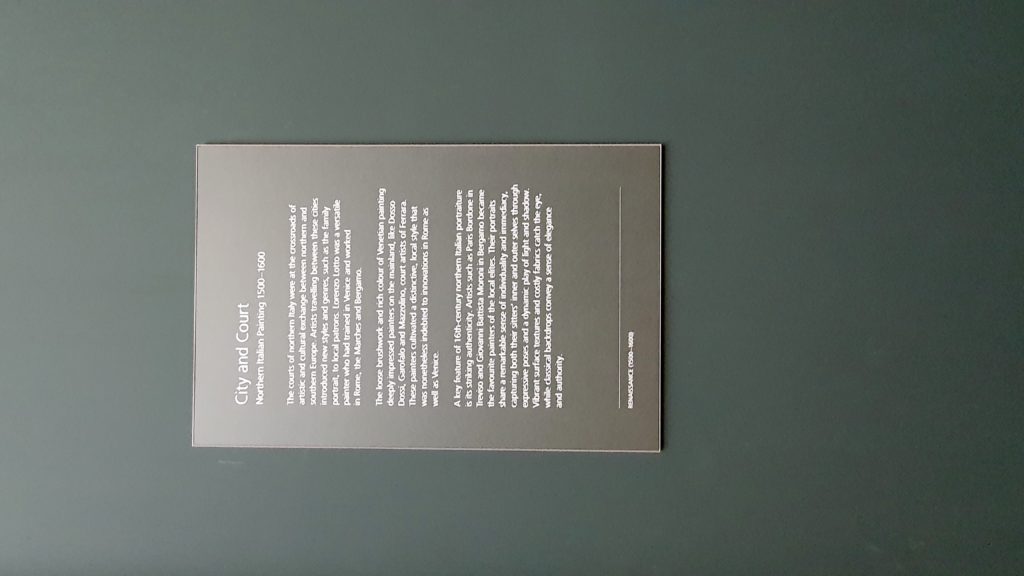 City and Court
Northern Italian Painting 1500–1600
The courts of northern Italy were at the crossroads of
artistic and cultural exchange between northern and
southern Europe. Artists travelling between these cities
introduced new styles and genres, such as the family
portrait, to local patrons. Lorenzo Lotto was a versatile
painter who had trained in Venice and worked
in Rome, the Marches and Bergamo.
The loose brushwork and rich colour of Venetian painting
deeply impressed painters on the mainland, like Dosso
Dossi, Garofalo and Mazzolino, court artists of Ferrara.
These painters cultivated a distinctive, local style that
was nonetheless indebted to innovations in Rome as
well as Venice.
A key feature of 16th-century northern Italian portraiture
is its striking authenticity. Artists such as Paris Bordone in
Treviso and Giovanni Battista Moroni in Bergamo became
the favourite painters of the local elites. Their portraits
share a remarkable sense of individuality and immediacy,
capturing both their sitters' inner and outer selves through
expressive poses and a dynamic play of light and shadow.
Vibrant surface textures and costly fabrics catch the eye,
while classical backdrops convey a sense of elegance
and authority.
RENAISSANCE (1200–1600)